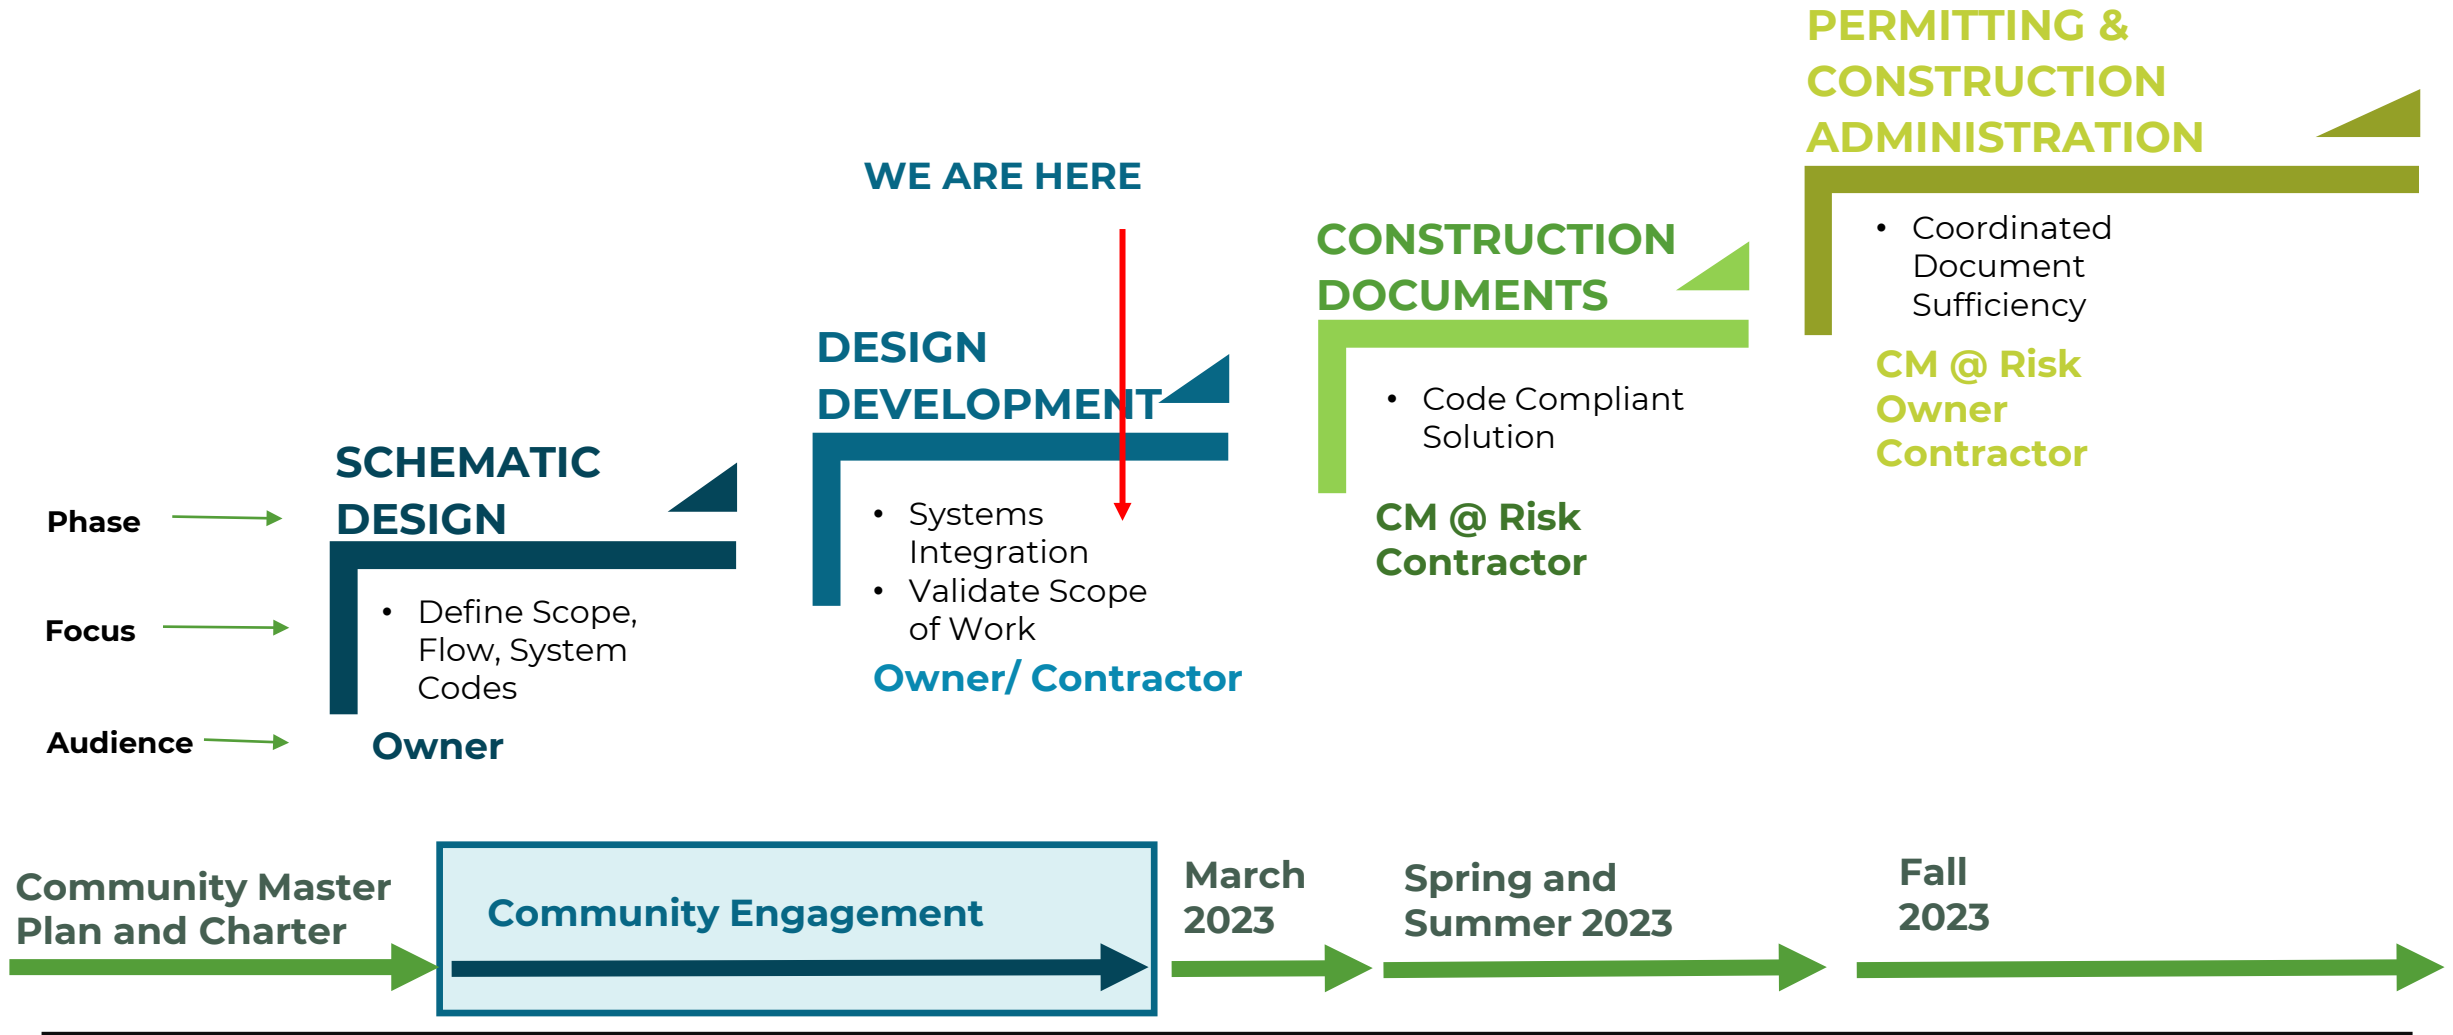 PERMITTING &
CONSTRUCTION
ADMINISTRATION
• Coordinated
Document
Sufficiency
CM @ Risk
Owner
Contractor
WE ARE HERE
CONSTRUCTION
DOCUMENTS
• Code Compliant
Solution
CM @ Risk
Contractor
DESIGN
DEVELOPMENT
• Systems
Integration
• Validate Scope
of Work
Owner/ Contractor
SCHEMATIC
DESIGN
• Define Scope,
Flow, System
Codes
Owner
Phase
Focus
Audience
Community Master
Plan and Charter
Community Engagement
March
2023
Spring and
Summer 2023
Fall
2023